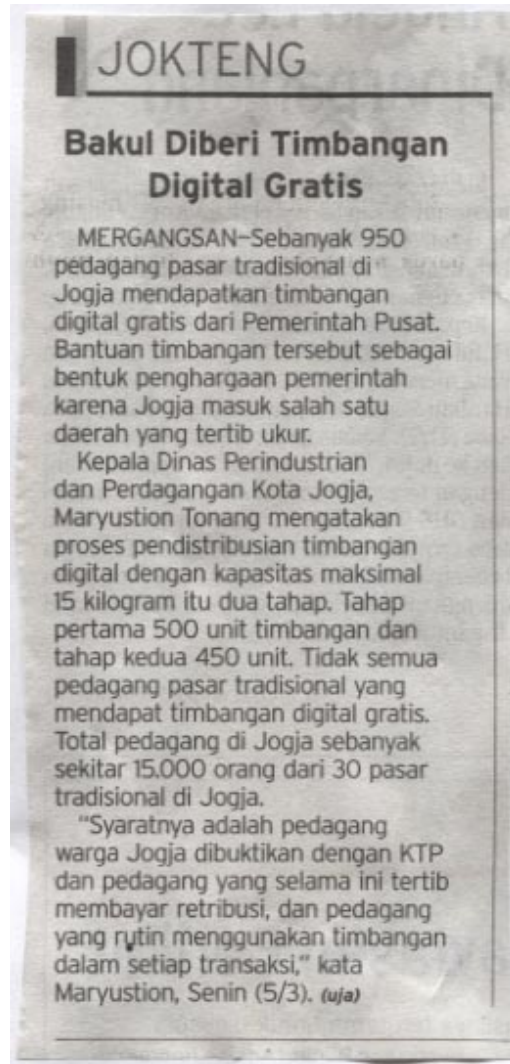 JOKTENG
Bakul Diberi Timbangan
Digital Gratis
MERGANGSAN—Sebanyak 950
pedagang pasar tradisional di
Jogja mendapatkan timbangan
digital gratis dari Pemerintah Pusat.
Bantuan timbangan tersebut sebagai
bentuk penghargaan pemerintah
karena Jogja masuk salah satu
daerah yang tertib ukur.
Kepala Dinas Perindustrian
dan Perdagangan Kota Jogja,
Maryustion Tonang mengatakan
proses pendistribusian timbangan
digital dengan kapasitas maksimal
15 kilogram itu dua tahap. Tahap
pertama 500 unit timbangan dan
tahap kedua 450 unit. Tidak semua
pedagang pasar tradisional yang
mendapat timbangan digital gratis.
Total pedagang di Jogja sebanyak
sekitar 15.000 orang dari 30 pasar
tradisional di Jogja.
"Syaratnya adalah pedagang
warga Jogja dibuktikan dengan KTP
dan pedagang yang selama ini tertib
membayar retribusi, dan pedagang
yang rutin menggunakan timbangan
dalam setiap transaksi," kata
Maryustion, Senin (5/3). (uja)